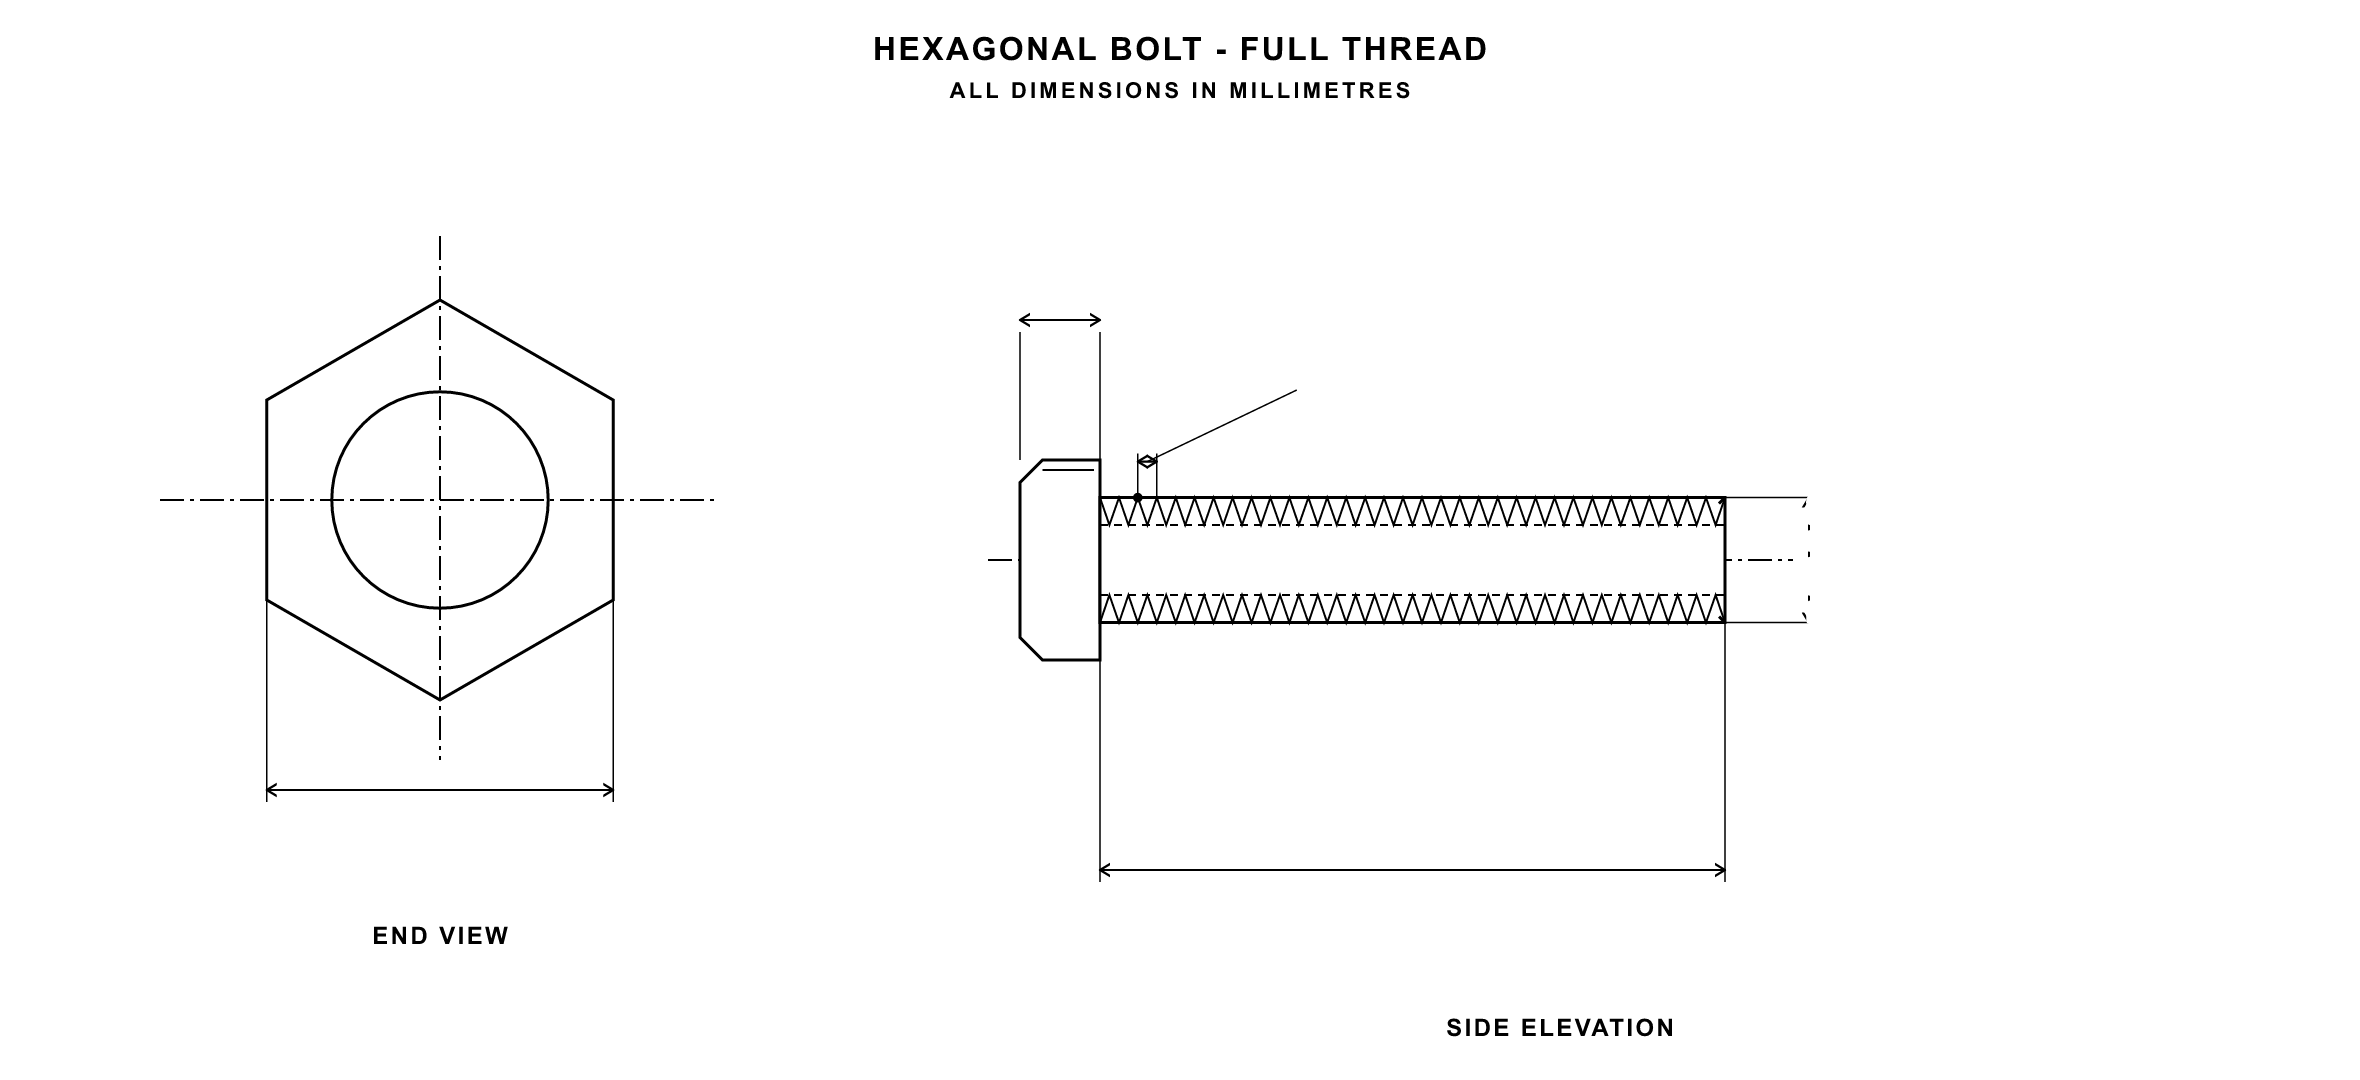 HEXAGONAL BOLT - FULL THREAD
ALL DIMENSIONS IN MILLIMETRES
END VIEW
SIDE ELEVATION